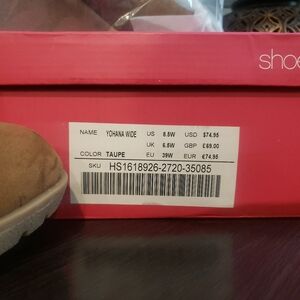 shoe
NAME YOHANA WIDE US 8.5W USD $74.95
UK 6.5W GBP £69.00
COLOR TAUPE EU 39W EUR €74.95
SKU HS1618926-2720-35085